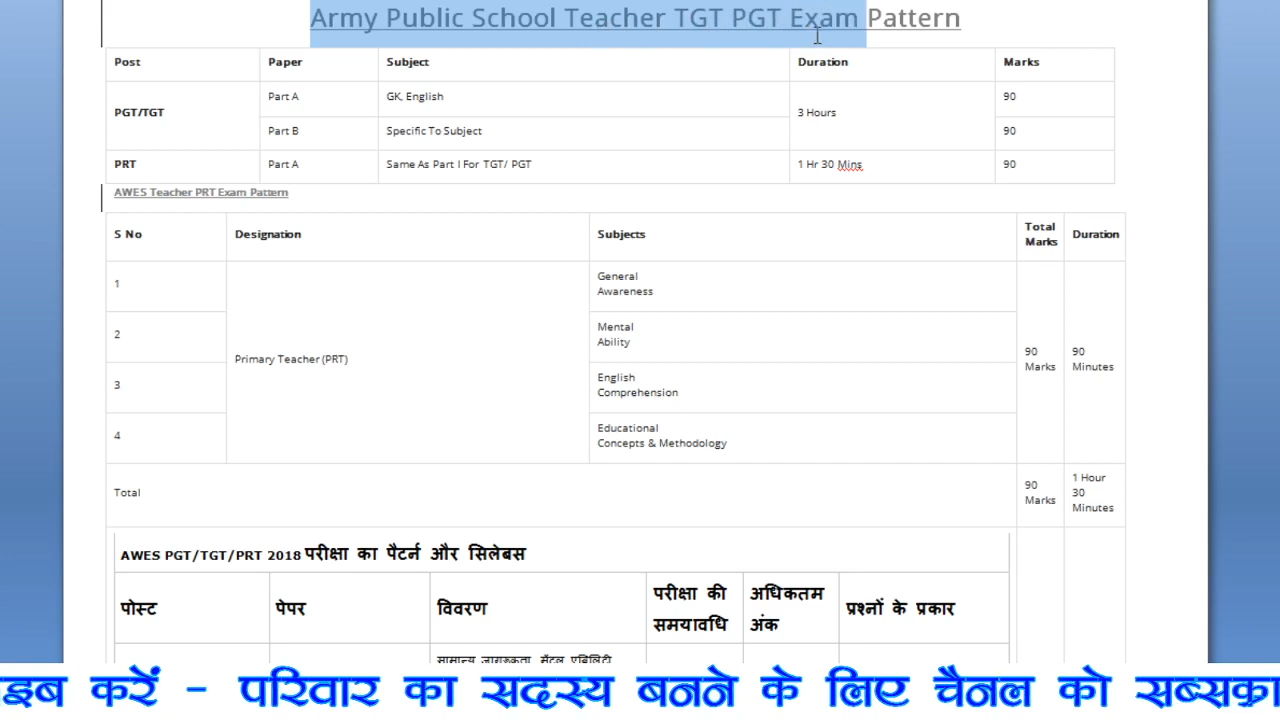 Army Public School Teacher TGT PGT Exam Pattern
Post Paper Subject Duration Marks
PGT/TGT Part A GK, English 3 Hours 90
Part B Specific To Subject 90
PRT Part A Same As Part I For TGT/ PGT 1 Hr 30 Mins 90
AWES Teacher PRT Exam Pattern
S No Designation Subjects Total Marks Duration
1 Primary Teacher (PRT) General Awareness 90 Marks 90 Minutes
2 Mental Ability
3 English Comprehension
4 Educational Concepts & Methodology
Total 90 Marks 1 Hour 30 Minutes
AWES PGT/TGT/PRT 2018 परीक्षा का पैटर्न और सिलेबस
पोस्ट पेपर विवरण परीक्षा की समयावधि अधिकतम अंक प्रश्नों के प्रकार
सामान्य जागरूकता, मेंटल एबिलिटी
करें - परिवार का सदस्य बनने के लिए चैनल को